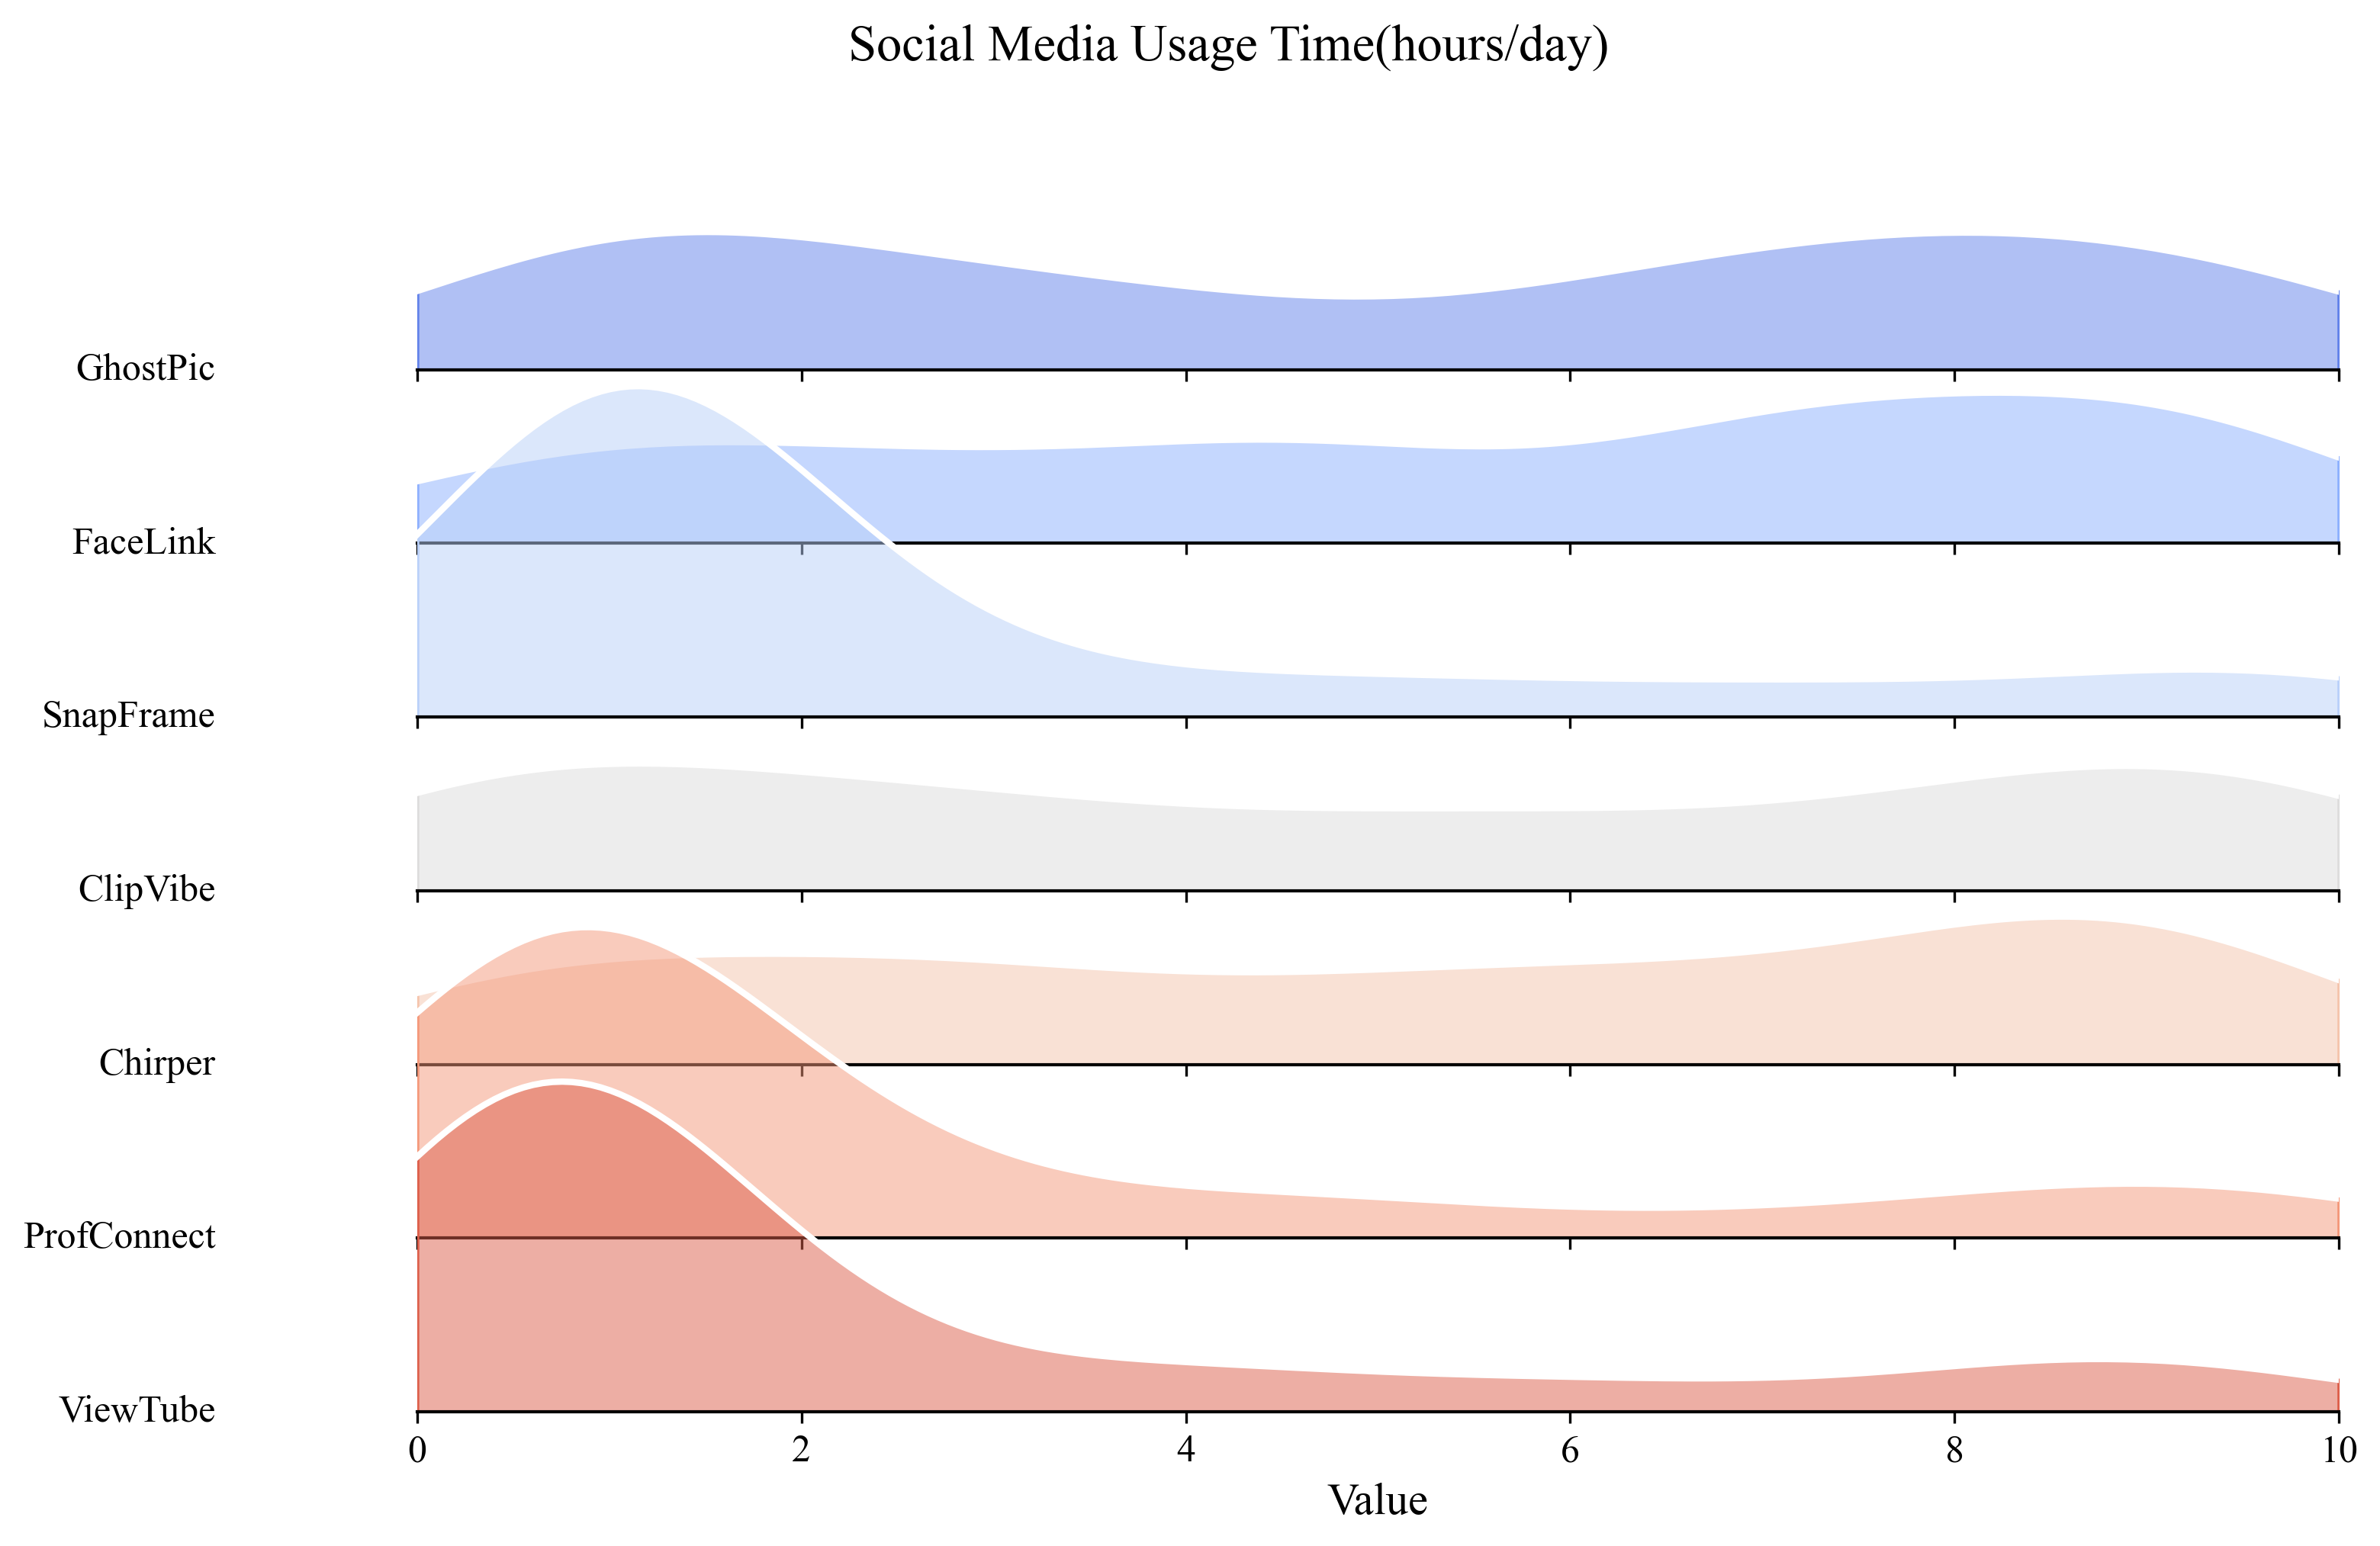 Social Media Usage Time(hours/day)
GhostPic
FaceLink
SnapFrame
ClipVibe
Chirper
ProfConnect
ViewTube
0 2 4 6 8 10
Value